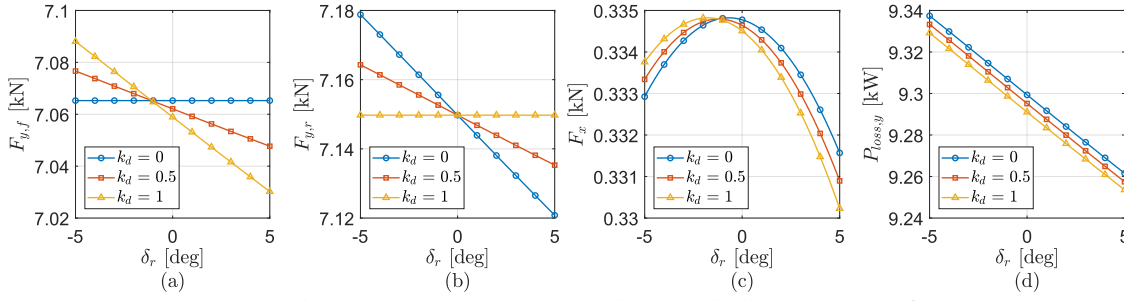 7.1
7.08
7.06
7.04
7.02
F_{y,f} [kN]
k_d = 0
k_d = 0.5
k_d = 1
-5 0 5
δ_r [deg]
(a)
7.18
7.16
7.14
7.12
F_{y,r} [kN]
k_d = 0
k_d = 0.5
k_d = 1
-5 0 5
δ_r [deg]
(b)
0.335
0.334
0.333
0.332
0.331
0.33
F_x [kN]
k_d = 0
k_d = 0.5
k_d = 1
-5 0 5
δ_r [deg]
(c)
9.34
9.32
9.3
9.28
9.26
9.24
P_{loss,y} [kW]
k_d = 0
k_d = 0.5
k_d = 1
-5 0 5
δ_r [deg]
(d)